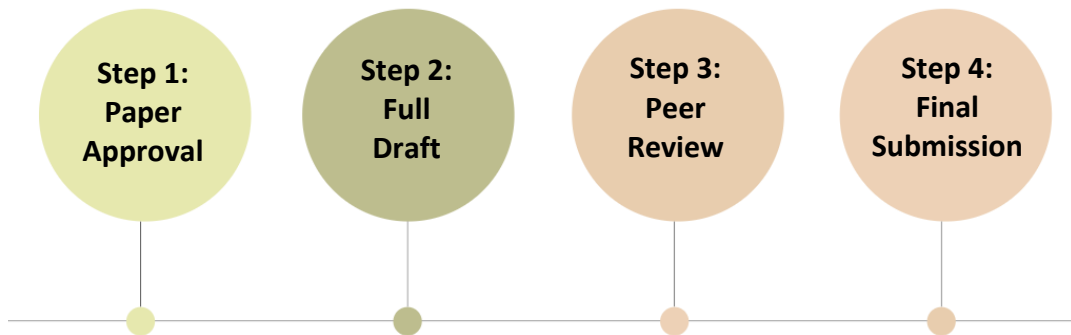 Step 1:
Paper
Approval
Step 2:
Full
Draft
Step 3:
Peer
Review
Step 4:
Final
Submission